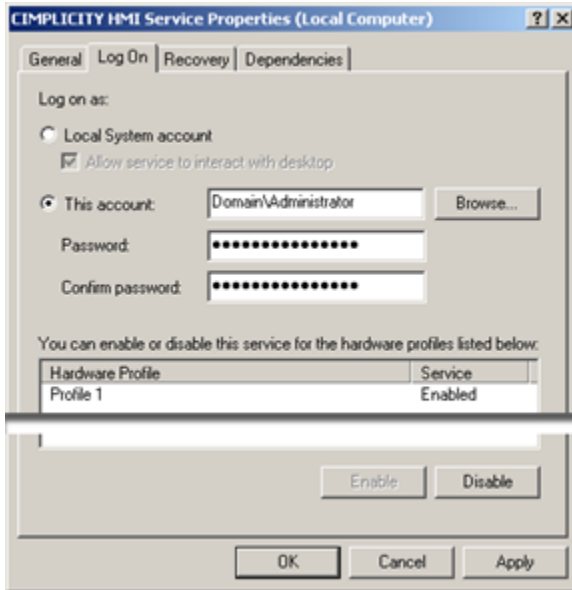 CIMPLICITY HMI Service Properties (Local Computer)
General Log On Recovery Dependencies
Log on as:
Local System account
Allow service to interact with desktop
This account: Domain\Administrator Browse...
Password: •••••••••••••••
Confirm password: •••••••••••••••
You can enable or disable this service for the hardware profiles listed below:
Hardware Profile Service
Profile 1 Enabled
Enable Disable
OK Cancel Apply